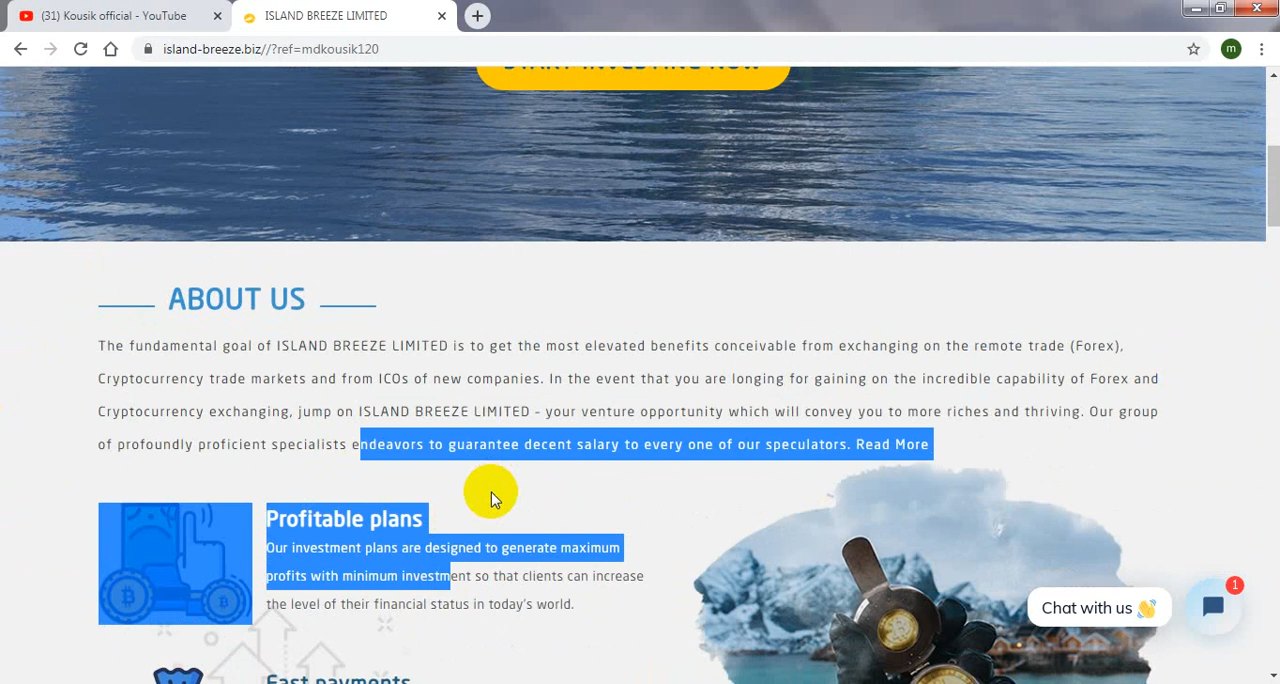 (31) Kousik official - YouTube
ISLAND BREEZE LIMITED
island-breeze.biz//?ref=mdkousik120
m
START INVESTING NOW
ABOUT US
The fundamental goal of ISLAND BREEZE LIMITED is to get the most elevated benefits conceivable from exchanging on the remote trade (Forex),
Cryptocurrency trade markets and from ICOs of new companies. In the event that you are longing for gaining on the incredible capability of Forex and
Cryptocurrency exchanging, jump on ISLAND BREEZE LIMITED – your venture opportunity which will convey you to more riches and thriving. Our group
of profoundly proficient specialists endeavors to guarantee decent salary to every one of our speculators. Read More
Profitable plans
Our investment plans are designed to generate maximum
profits with minimum investment so that clients can increase
the level of their financial status in today's world.
Fast payments
Chat with us 👋
1